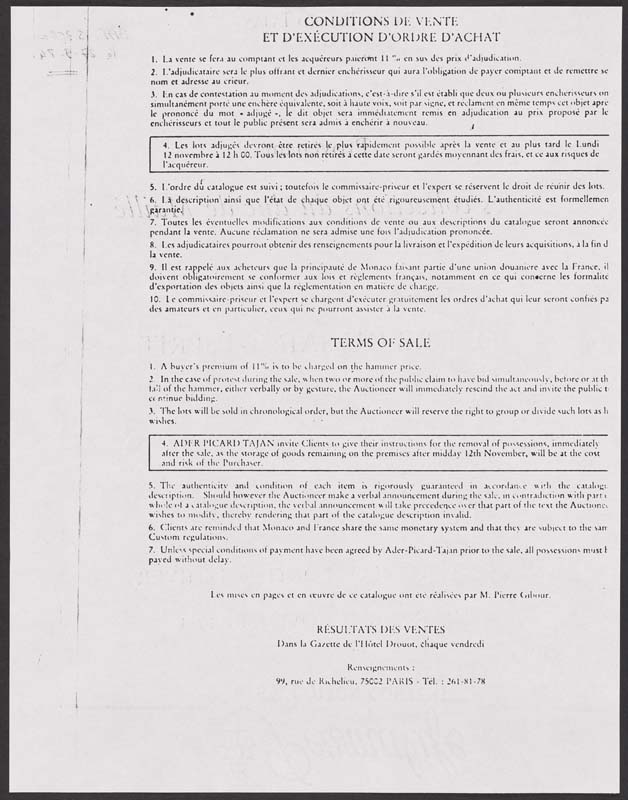 CONDITIONS DE VENTE
ET D'EXÉCUTION D'ORDRE D'ACHAT
1. La vente se fera au comptant et les acquéreurs paieront 11 % en sus des prix d'adjudication.
2. L'adjudicataire sera le plus offrant et dernier enchérisseur qui aura l'obligation de payer comptant et de remettre se
nom et adresse au crieur.
3. En cas de contestation au moment des adjudications, c'est-à-dire s'il est établi que deux ou plusieurs enchérisseurs on
simultanément porté une enchère équivalente, soit à haute voix, soit par signe, et réclament en même temps cet objet apre
le prononcé du mot « adjugé », le dit objet sera immédiatement remis en adjudication au prix proposé par le
enchérisseurs et tout le public présent sera admis à enchérir à nouveau.
4. Les lots adjugés devront être retirés le plus rapidement possible après la vente et au plus tard le Lundi
12 novembre à 12 h 00. Tous les lots non retirés à cette date seront gardés moyennant des frais, et ce aux risques de
l'acquéreur.
5. L'ordre du catalogue est suivi ; toutefois le commissaire-priseur et l'expert se réservent le droit de réunir des lots.
6. La description ainsi que l'état de chaque objet ont été rigoureusement étudiés. L'authenticité est formellemen
garantie.
7. Toutes les éventuelles modifications aux conditions de vente ou aux descriptions du catalogue seront annoncée
pendant la vente. Aucune réclamation ne sera admise une fois l'adjudication prononcée.
8. Les adjudicataires pourront obtenir des renseignements pour la livraison et l'expédition de leurs acquisitions, à la fin d
la vente.
9. Il est rappelé aux acheteurs que la principauté de Monaco faisant partie d'une union douanière avec la France, il
doivent obligatoirement se conformer aux lois et règlements français, notamment en ce qui concerne les formalité
d'exportation des objets ainsi que la réglementation en matière de change.
10. Le commissaire-priseur et l'expert se chargent d'exécuter gratuitement les ordres d'achat qui leur seront confiés pa
des amateurs et en particulier, ceux qui ne pourront assister à la vente.
TERMS OF SALE
1. A buyer's premium of 11% is to be charged on the hammer price.
2. In the case of protest during the sale, when two or more of the public claim to have bid simultaneously, before or at th
fall of the hammer, either verbally or by gesture, the Auctioneer will immediately rescind the act and invite the public t
continue bidding.
3. The lots will be sold in chronological order, but the Auctioneer will reserve the right to group or divide such lots as h
wishes.
4. ADER PICARD TAJAN invite Clients to give their instructions for the removal of possessions, immediately
after the sale, as the storage of goods remaining on the premises after midday 12th November, will be at the cost
and risk of the Purchaser.
5. The authenticity and condition of each item is rigorously guaranteed in accordance with the catalogu
description. Should however the Auctioneer make a verbal announcement during the sale, in contradiction with part
whole of a catalogue description, the verbal announcement will take precedence over that part of the text the Auctionee
wishes to modify, thereby rendering that part of the catalogue description invalid.
6. Clients are reminded that Monaco and France share the same monetary system and that they are subject to the sam
Custom regulations.
7. Unless special conditions of payment have been agreed by Ader-Picard-Tajan prior to the sale, all possessions must b
payed without delay.
Les mises en pages et en œuvre de ce catalogue ont été réalisées par M. Pierre Gibour.
RÉSULTATS DES VENTES
Dans la Gazette de l'Hôtel Drouot, chaque vendredi
Renseignements :
99, rue de Richelieu, 75002 PARIS - Tél. : 261-81-78